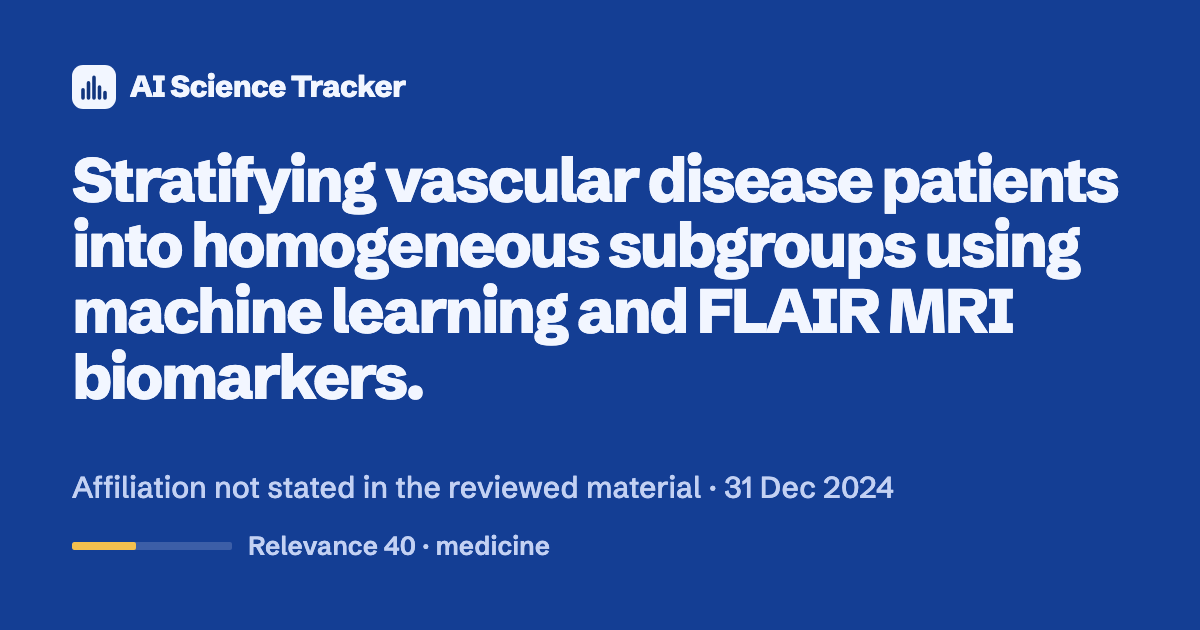 AI Science Tracker
Stratifying vascular disease patients
into homogeneous subgroups using
machine learning and FLAIR MRI
biomarkers.
Affiliation not stated in the reviewed material · 31 Dec 2024
Relevance 40 · medicine